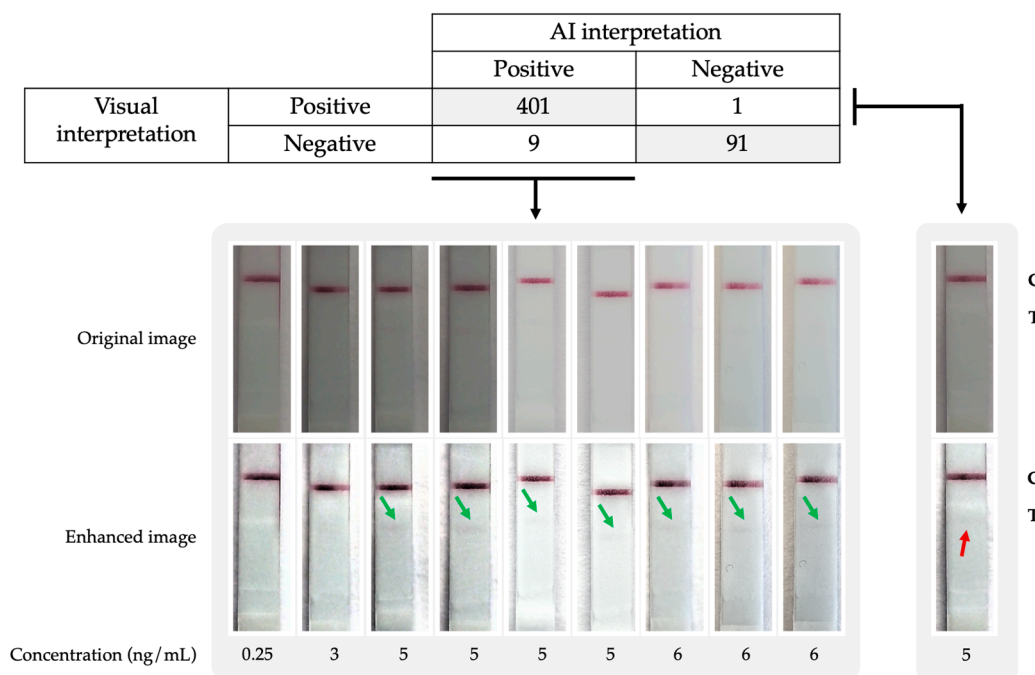 AI interpretation
Positive Negative
Visual interpretation Positive 401 1
Negative 9 91
Original image
C
T
Enhanced image
C
T
Concentration (ng/mL) 0.25 3 5 5 5 5 6 6 6 5